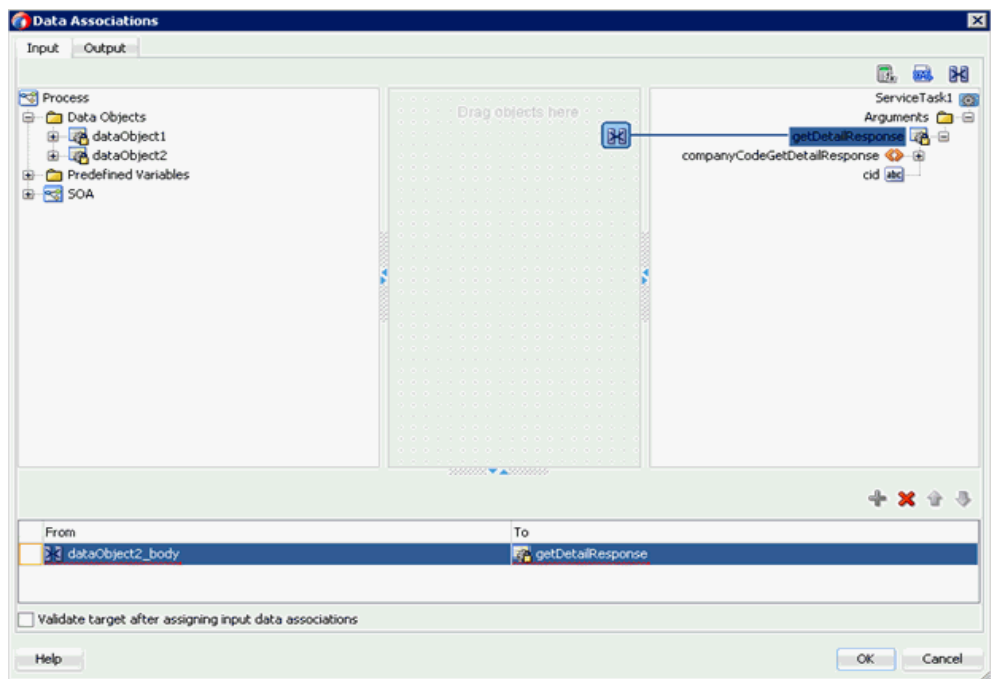 Data Associations
Input Output
Process
Data Objects
dataObject1
dataObject2
Predefined Variables
SOA
Drag objects here
ServiceTask1
Arguments
getDetailResponse
companyCodeGetDetailResponse
cid abc
From To
dataObject2_body getDetailResponse
Validate target after assigning input data associations
Help OK Cancel